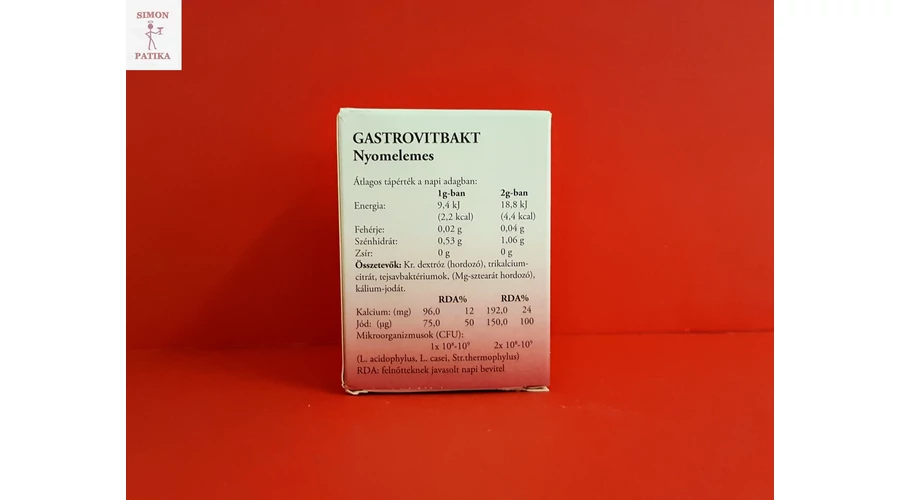 SIMON
PATIKA
GASTROVITBAKT
Nyomelemes
Átlagos tápérték a napi adagban:
1g-ban 2g-ban
Energia: 9,4 kJ 18,8 kJ
(2,2 kcal) (4,4 kcal)
Fehérje: 0,02 g 0,04 g
Szénhidrát: 0,53 g 1,06 g
Zsír: 0 g 0 g
Összetevők: Kr. dextróz (hordozó), trikalcium-
citrát, tejsavbaktériumok, (Mg-sztearát hordozó),
kálium-jodát.
RDA% RDA%
Kalcium: (mg) 96,0 12 192,0 24
Jód: (µg) 75,0 50 150,0 100
Mikroorganizmusok (CFU);
1x 10⁸-10⁹ 2x 10⁸-10⁹
(L. acidophylus, L. casei, Str.thermophylus)
RDA: felnőtteknek javasolt napi bevitel